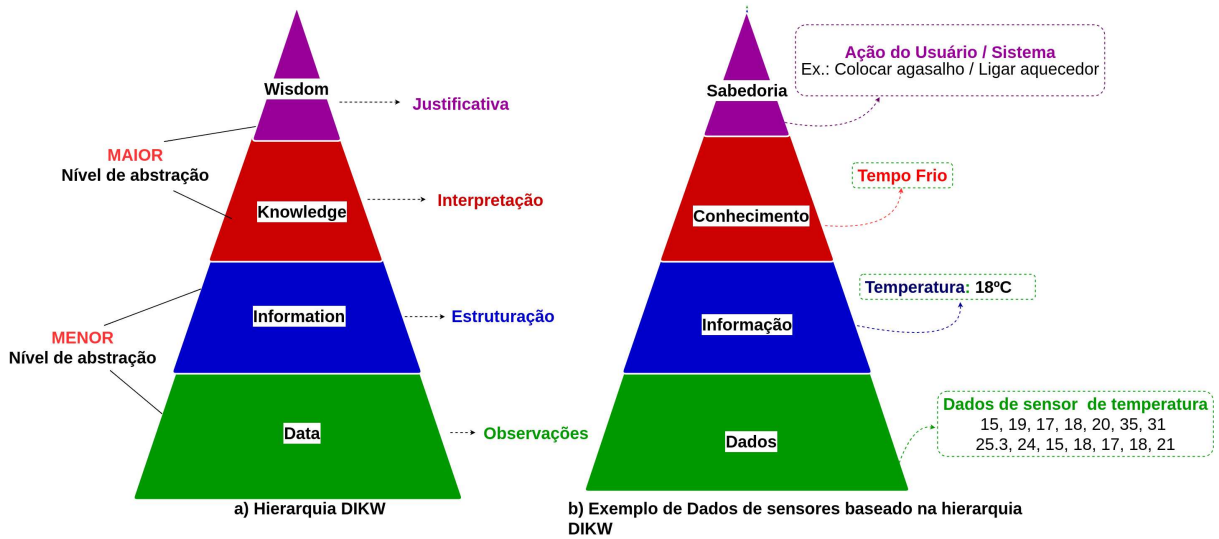 Wisdom
Justificativa
MAIOR
Nível de abstração
Knowledge
Interpretação
Information
Estruturação
MENOR
Nível de abstração
Data
Observações
a) Hierarquia DIKW
Ação do Usuário / Sistema
Ex.: Colocar agasalho / Ligar aquecedor
Sabedoria
Tempo Frio
Conhecimento
Temperatura: 18ºC
Informação
Dados de sensor de temperatura
15, 19, 17, 18, 20, 35, 31
25.3, 24, 15, 18, 17, 18, 21
Dados
b) Exemplo de Dados de sensores baseado na hierarquia
DIKW